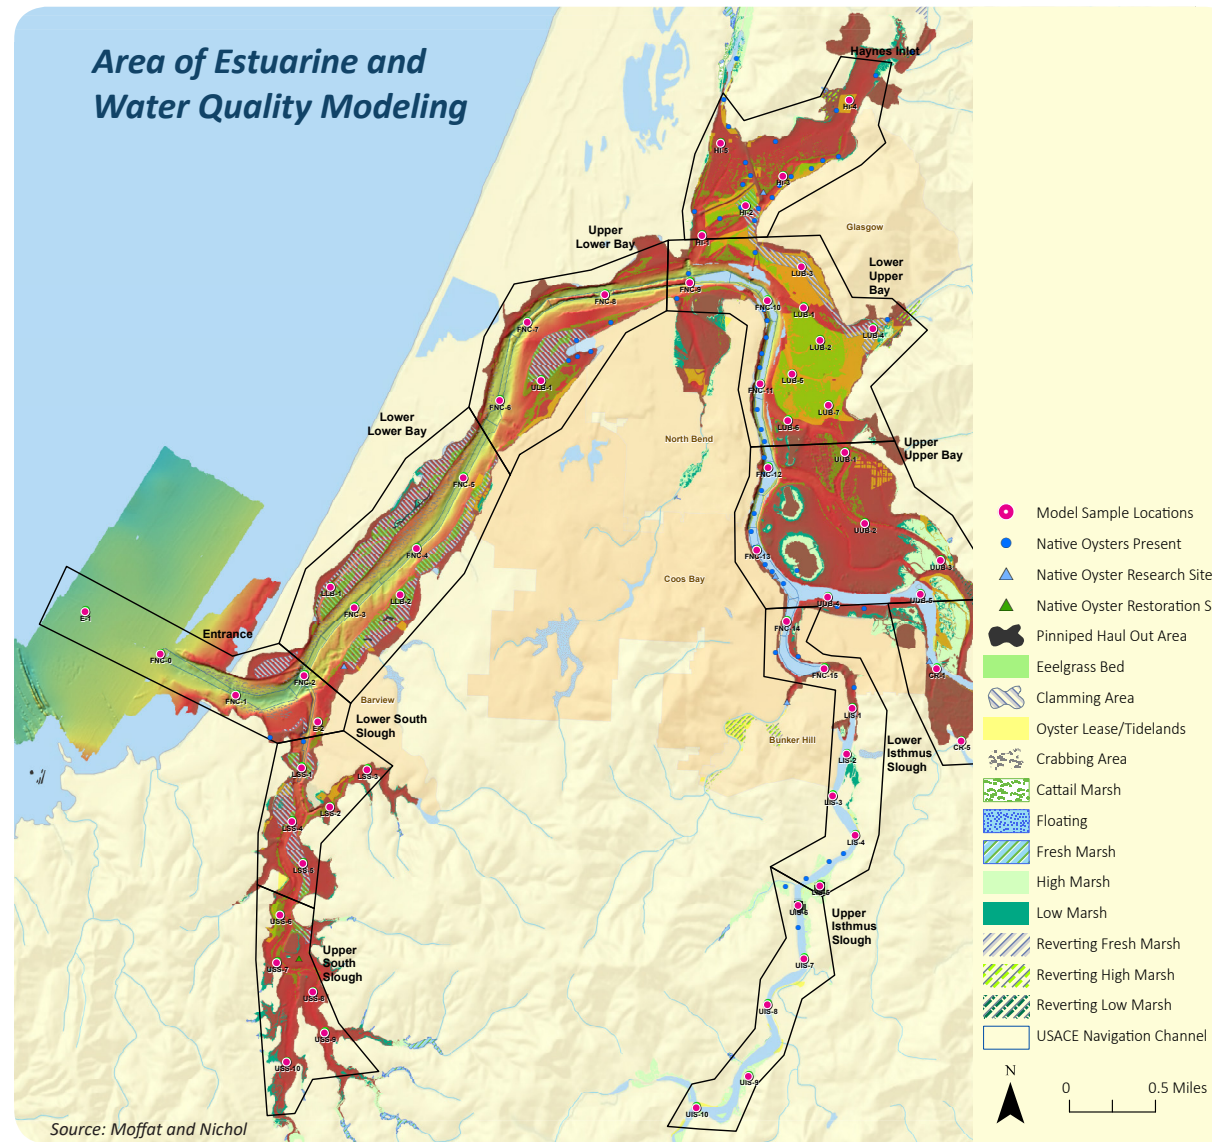 Area of Estuarine and
Water Quality Modeling
Haynes Inlet
HI-4
HI-5
HI-3
HI-2
HI-1
Glasgow
Upper
Lower Bay
Lower
Upper
Bay
LUB-3
FNC-9
FNC-8
FNC-10
LUB-1
FNC-7
LUB-4
LUB-2
LUB-5
ULB-1
FNC-11
FNC-6
LUB-7
LUB-6
Lower
Lower Bay
North Bend
Upper
Upper Bay
UUB-1
FNC-12
FNC-5
UUB-2
FNC-4
FNC-13
UUB-3
Coos Bay
LLB-1
LLB-2
UUB-4
UUB-5
FNC-3
E-1
FNC-14
Entrance
FNC-0
FNC-2
FNC-15
CR-1
FNC-1
Barview
LIS-1
E-2
Lower South
Slough
Bunker Hill
CR-5
Lower
Isthmus
Slough
LIS-2
LSS-1
LSS-3
LIS-3
LSS-2
LSS-4
LIS-4
LSS-5
UIS-6
USS-6
Upper
Isthmus
Slough
Upper
South
Slough
USS-7
UIS-7
USS-8
UIS-8
USS-9
USS-10
UIS-9
UIS-10
Source: Moffat and Nichol
Model Sample Locations
Native Oysters Present
Native Oyster Research Site
Native Oyster Restoration S
Pinniped Haul Out Area
Eeelgrass Bed
Clamming Area
Oyster Lease/Tidelands
Crabbing Area
Cattail Marsh
Floating
Fresh Marsh
High Marsh
Low Marsh
Reverting Fresh Marsh
Reverting High Marsh
Reverting Low Marsh
USACE Navigation Channel
N
0 0.5 Miles